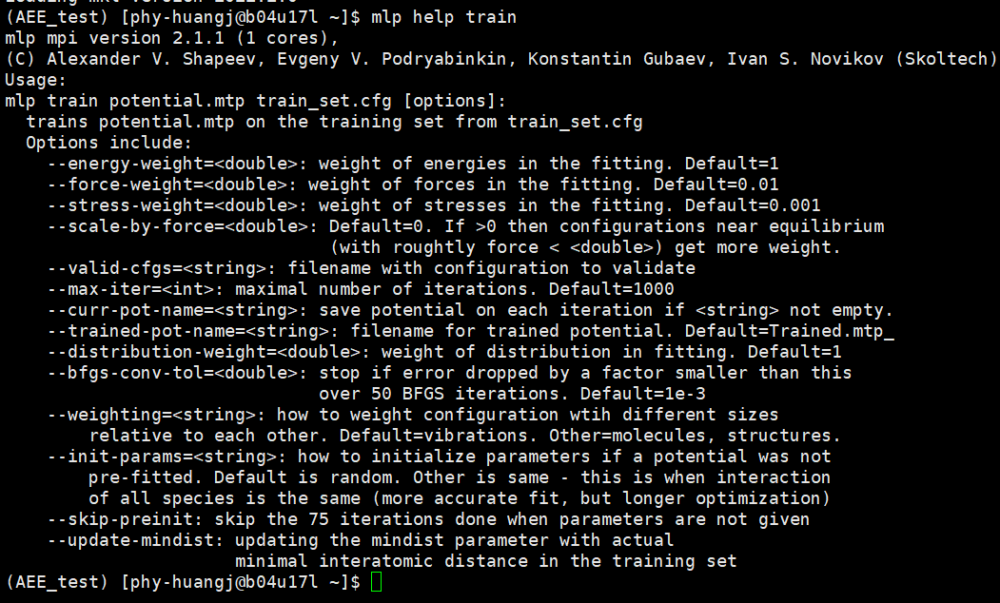 (AEE_test) [phy-huangj@b04u17l ~]$ mlp help train
mlp mpi version 2.1.1 (1 cores),
(C) Alexander V. Shapeev, Evgeny V. Podryabinkin, Konstantin Gubaev, Ivan S. Novikov (Skoltech)
Usage:
mlp train potential.mtp train_set.cfg [options]:
  trains potential.mtp on the training set from train_set.cfg
  Options include:
    --energy-weight=<double>: weight of energies in the fitting. Default=1
    --force-weight=<double>: weight of forces in the fitting. Default=0.01
    --stress-weight=<double>: weight of stresses in the fitting. Default=0.001
    --scale-by-force=<double>: Default=0. If >0 then configurations near equilibrium
                               (with roughtly force < <double>) get more weight.
    --valid-cfgs=<string>: filename with configuration to validate
    --max-iter=<int>: maximal number of iterations. Default=1000
    --curr-pot-name=<string>: save potential on each iteration if <string> not empty.
    --trained-pot-name=<string>: filename for trained potential. Default=Trained.mtp_
    --distribution-weight=<double>: weight of distribution in fitting. Default=1
    --bfgs-conv-tol=<double>: stop if error dropped by a factor smaller than this
                              over 50 BFGS iterations. Default=1e-3
    --weighting=<string>: how to weight configuration wtih different sizes
        relative to each other. Default=vibrations. Other=molecules, structures.
    --init-params=<string>: how to initialize parameters if a potential was not
        pre-fitted. Default is random. Other is same - this is when interaction
        of all species is the same (more accurate fit, but longer optimization)
    --skip-preinit: skip the 75 iterations done when parameters are not given
    --update-mindist: updating the mindist parameter with actual
                      minimal interatomic distance in the training set
(AEE_test) [phy-huangj@b04u17l ~]$